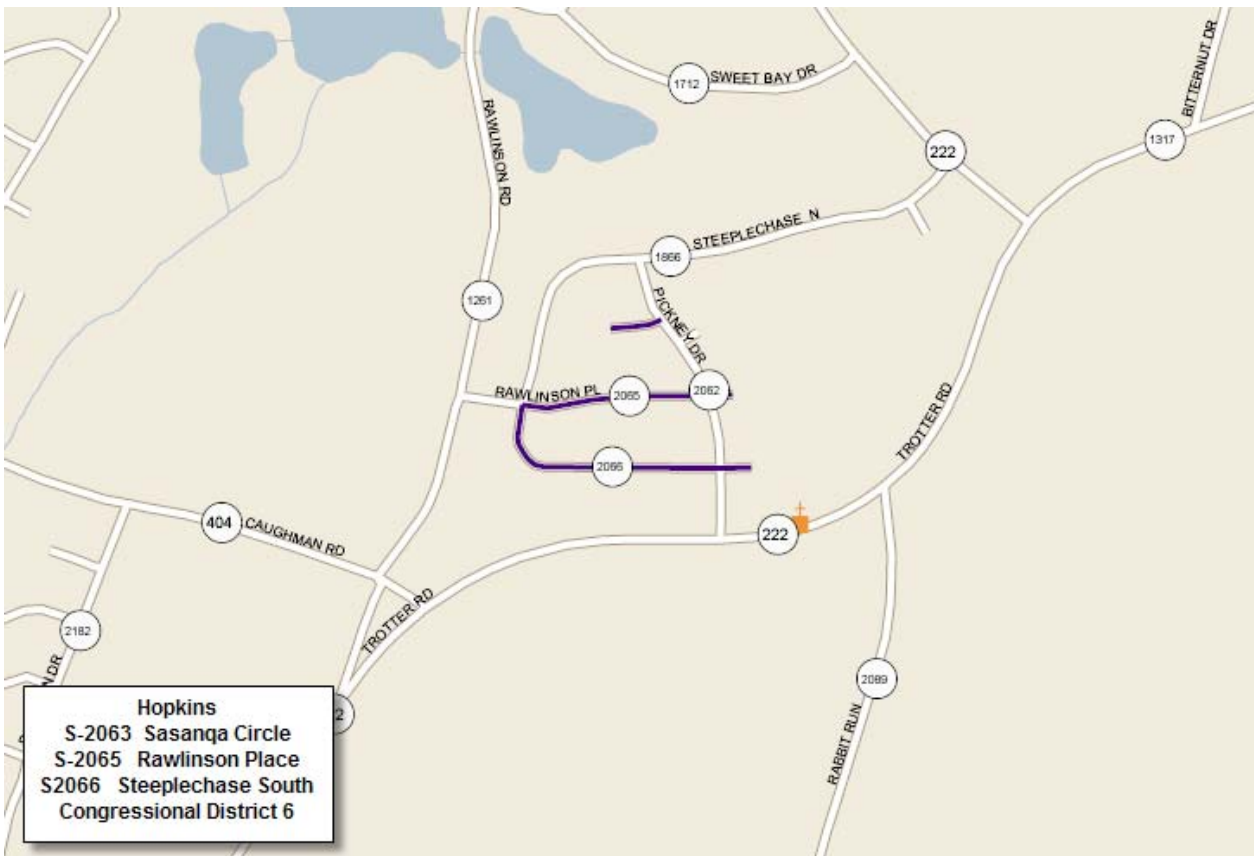 1712
SWEET BAY DR
BITTERNUT DR
1317
222
RAWLINSON RD
STEEPLECHASE N
1866
1261
PICKNEY DR
RAWLINSON PL
2065
2062
TROTTER RD
2066
404
CAUGHMAN RD
222
TROTTER RD
2182
2089
RABBIT RUN
Hopkins
S-2063 Sasanqa Circle
S-2065 Rawlinson Place
S2066 Steeplechase South
Congressional District 6